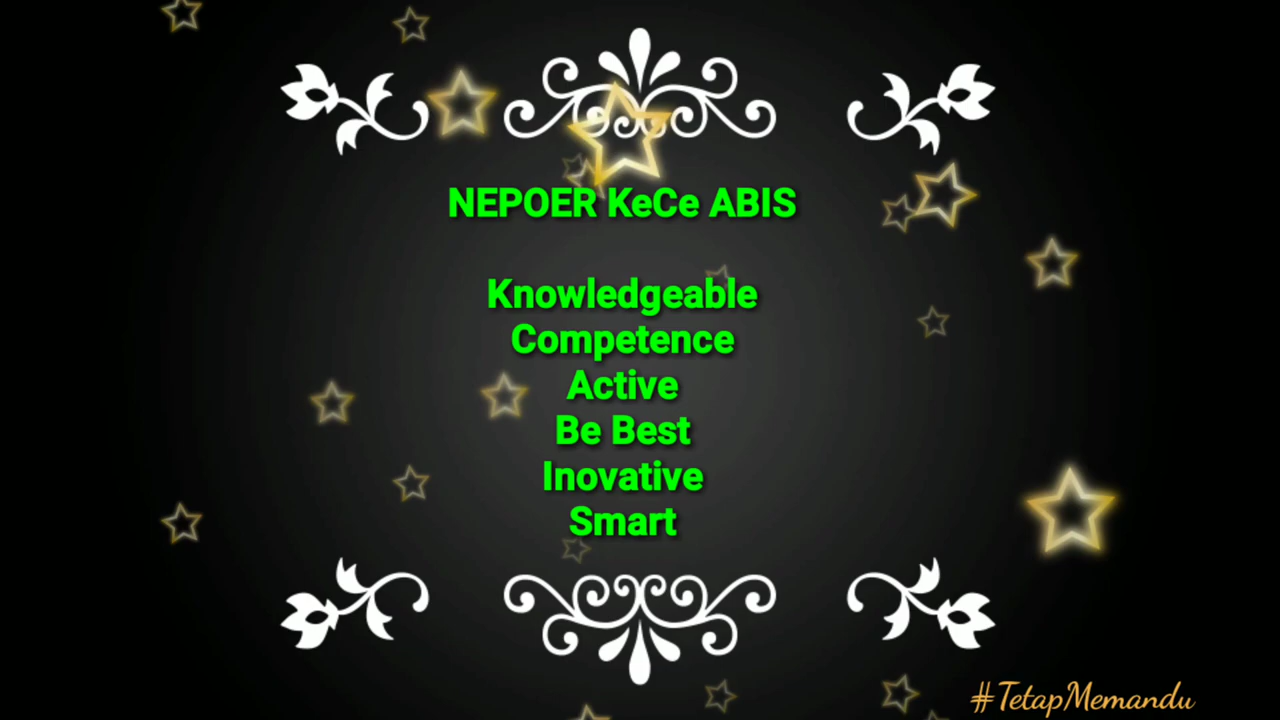 NEPOER KeCe ABIS
Knowledgeable
Competence
Active
Be Best
Inovative
Smart
#TetapMemandu